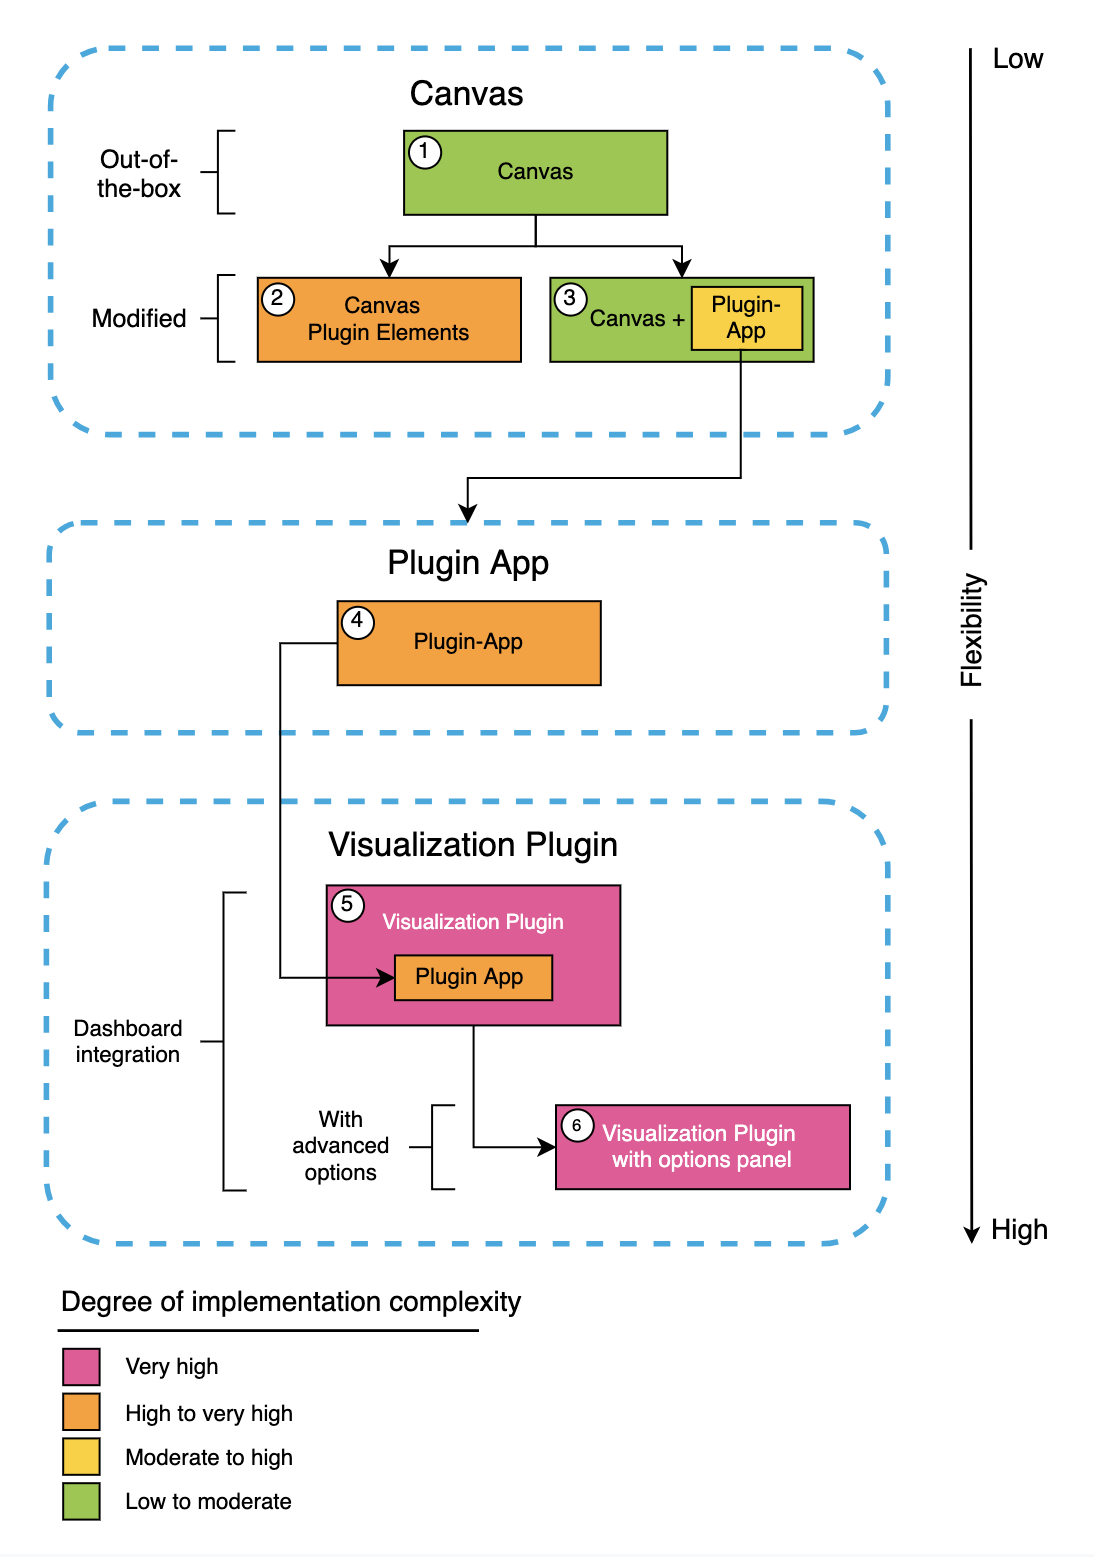 Low
Canvas
Out-of-
the-box
1
Canvas
Modified
2
Canvas
Plugin Elements
3
Canvas +
Plugin-
App
Flexibility
Plugin App
4
Plugin-App
Visualization Plugin
5
Visualization Plugin
Plugin App
Dashboard
integration
With
advanced
options
6
Visualization Plugin
with options panel
High
Degree of implementation complexity
Very high
High to very high
Moderate to high
Low to moderate